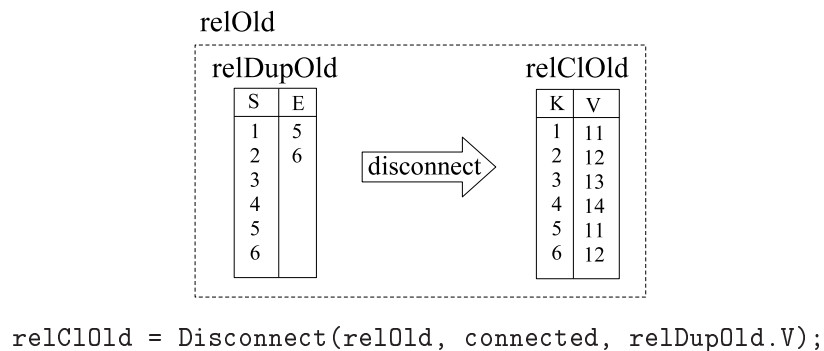 relOld
relDupOld relClOld
S E K V
1 5 1 11
2 6 2 12
3 3 13
disconnect
4 4 14
5 5 11
6 6 12
relClOld = Disconnect(relOld, connected, relDupOld.V);